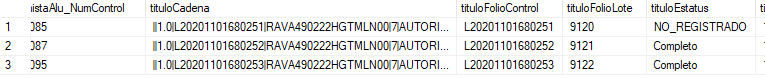 nistaAlu_NumControl tituloCadena tituloFolioControl tituloFolioLote tituloEstatus
1 085 ||1.0|L20201101680251|RAVA490222HGTMLN00|7|AUTORI... L20201101680251 9120 NO_REGISTRADO
2 087 ||1.0|L20201101680252|RAVA490222HGTMLN00|7|AUTORI... L20201101680252 9121 Completo
3 095 ||1.0|L20201101680253|RAVA490222HGTMLN00|7|AUTORI... L20201101680253 9122 Completo